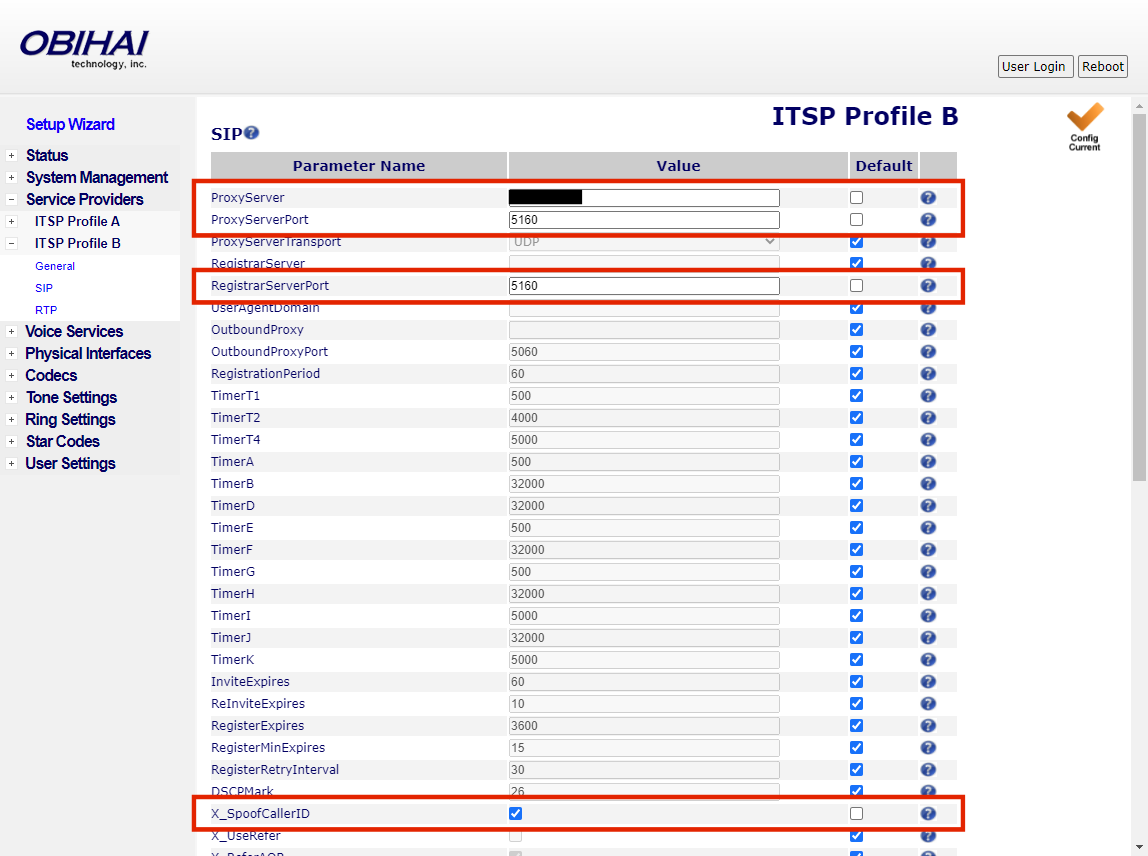 OBIHAI
technology, inc.
User Login Reboot
Setup Wizard
Status
System Management
Service Providers
ITSP Profile A
ITSP Profile B
General
SIP
RTP
Voice Services
Physical Interfaces
Codecs
Tone Settings
Ring Settings
Star Codes
User Settings
ITSP Profile B
Config
Current
SIP
Parameter Name Value Default
ProxyServer
ProxyServerPort 5160
ProxyServerTransport UDP
RegistrarServer
RegistrarServerPort 5160
UserAgentDomain
OutboundProxy
OutboundProxyPort 5060
RegistrationPeriod 60
TimerT1 500
TimerT2 4000
TimerT4 5000
TimerA 500
TimerB 32000
TimerD 32000
TimerE 500
TimerF 32000
TimerG 500
TimerH 32000
TimerI 5000
TimerJ 32000
TimerK 5000
InviteExpires 60
ReInviteExpires 10
RegisterExpires 3600
RegisterMinExpires 15
RegisterRetryInterval 30
DSCPMark 26
X_SpoofCallerID
X_UseRefer